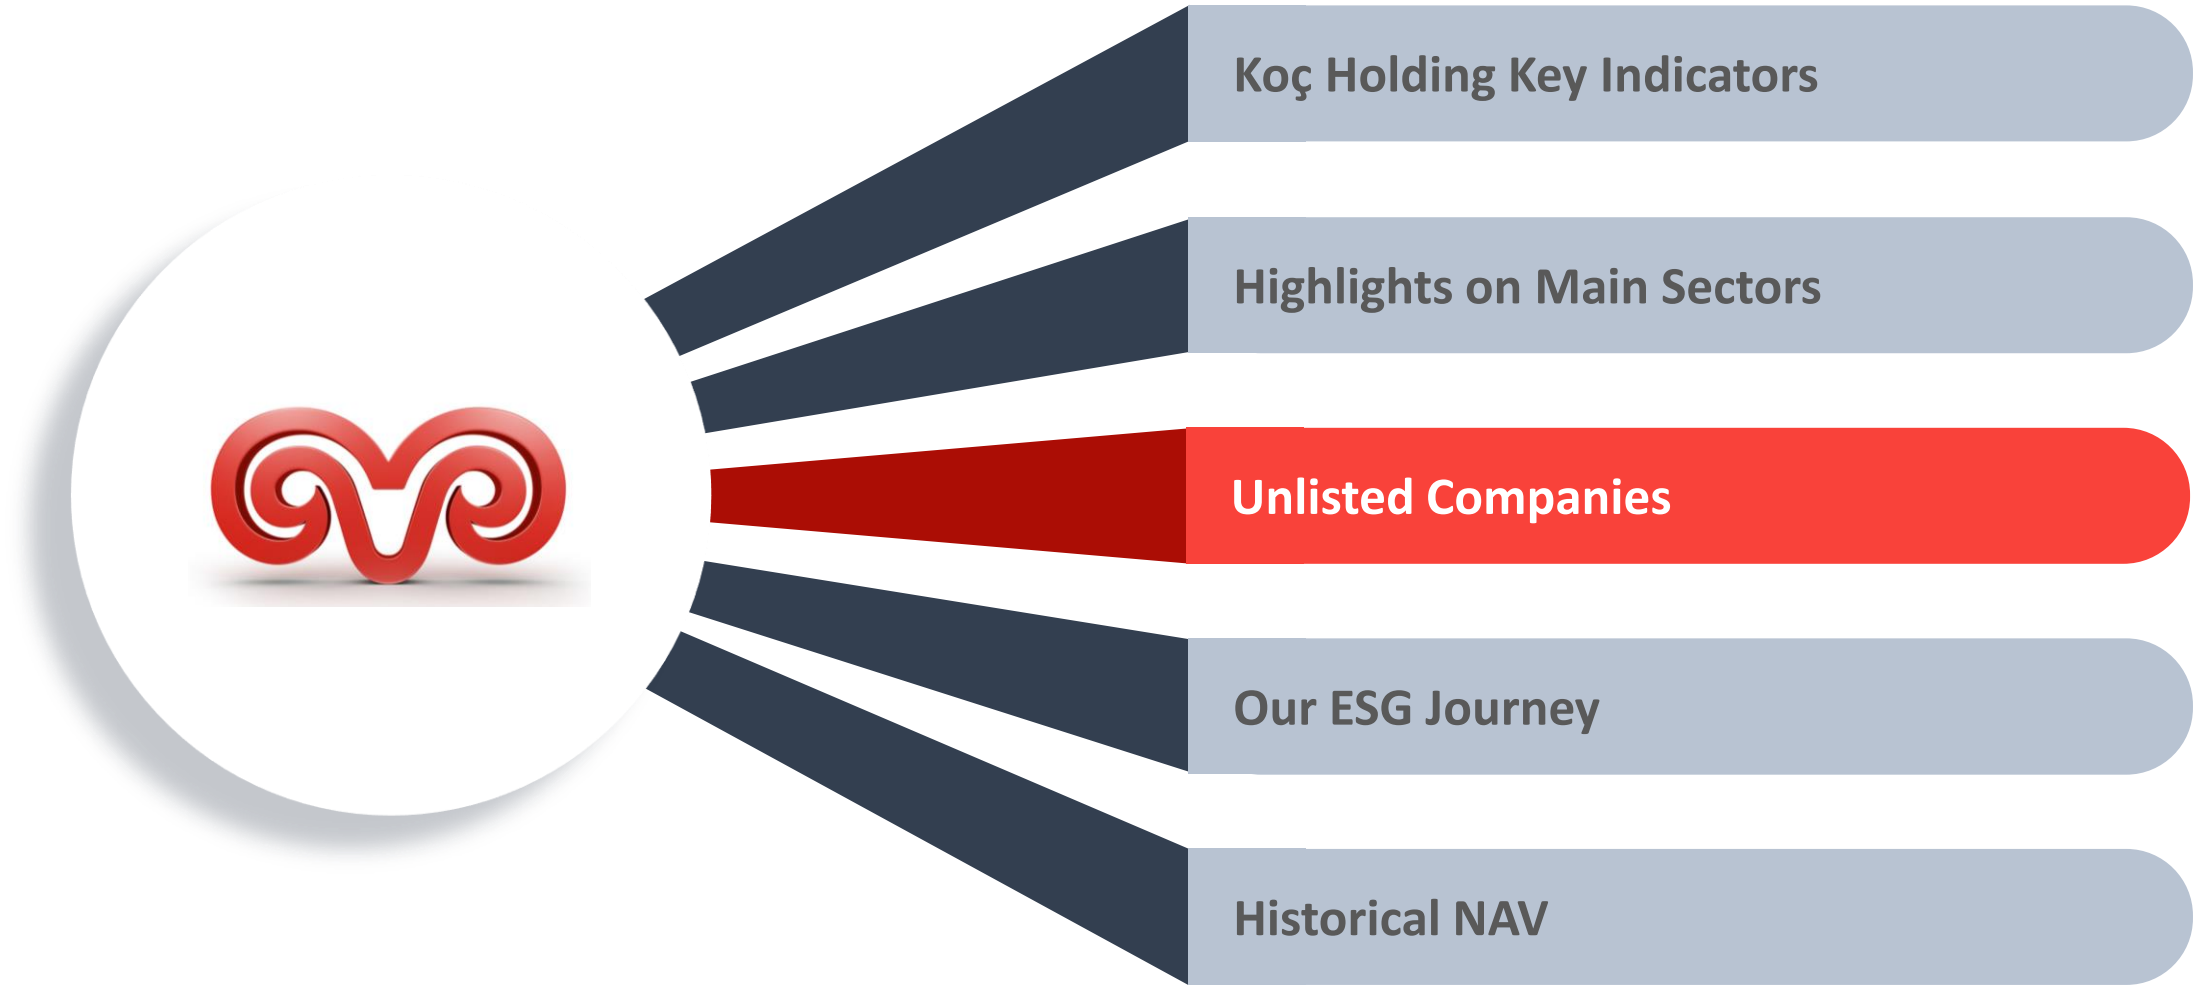 Koç Holding Key Indicators
Highlights on Main Sectors
Unlisted Companies
Our ESG Journey
Historical NAV